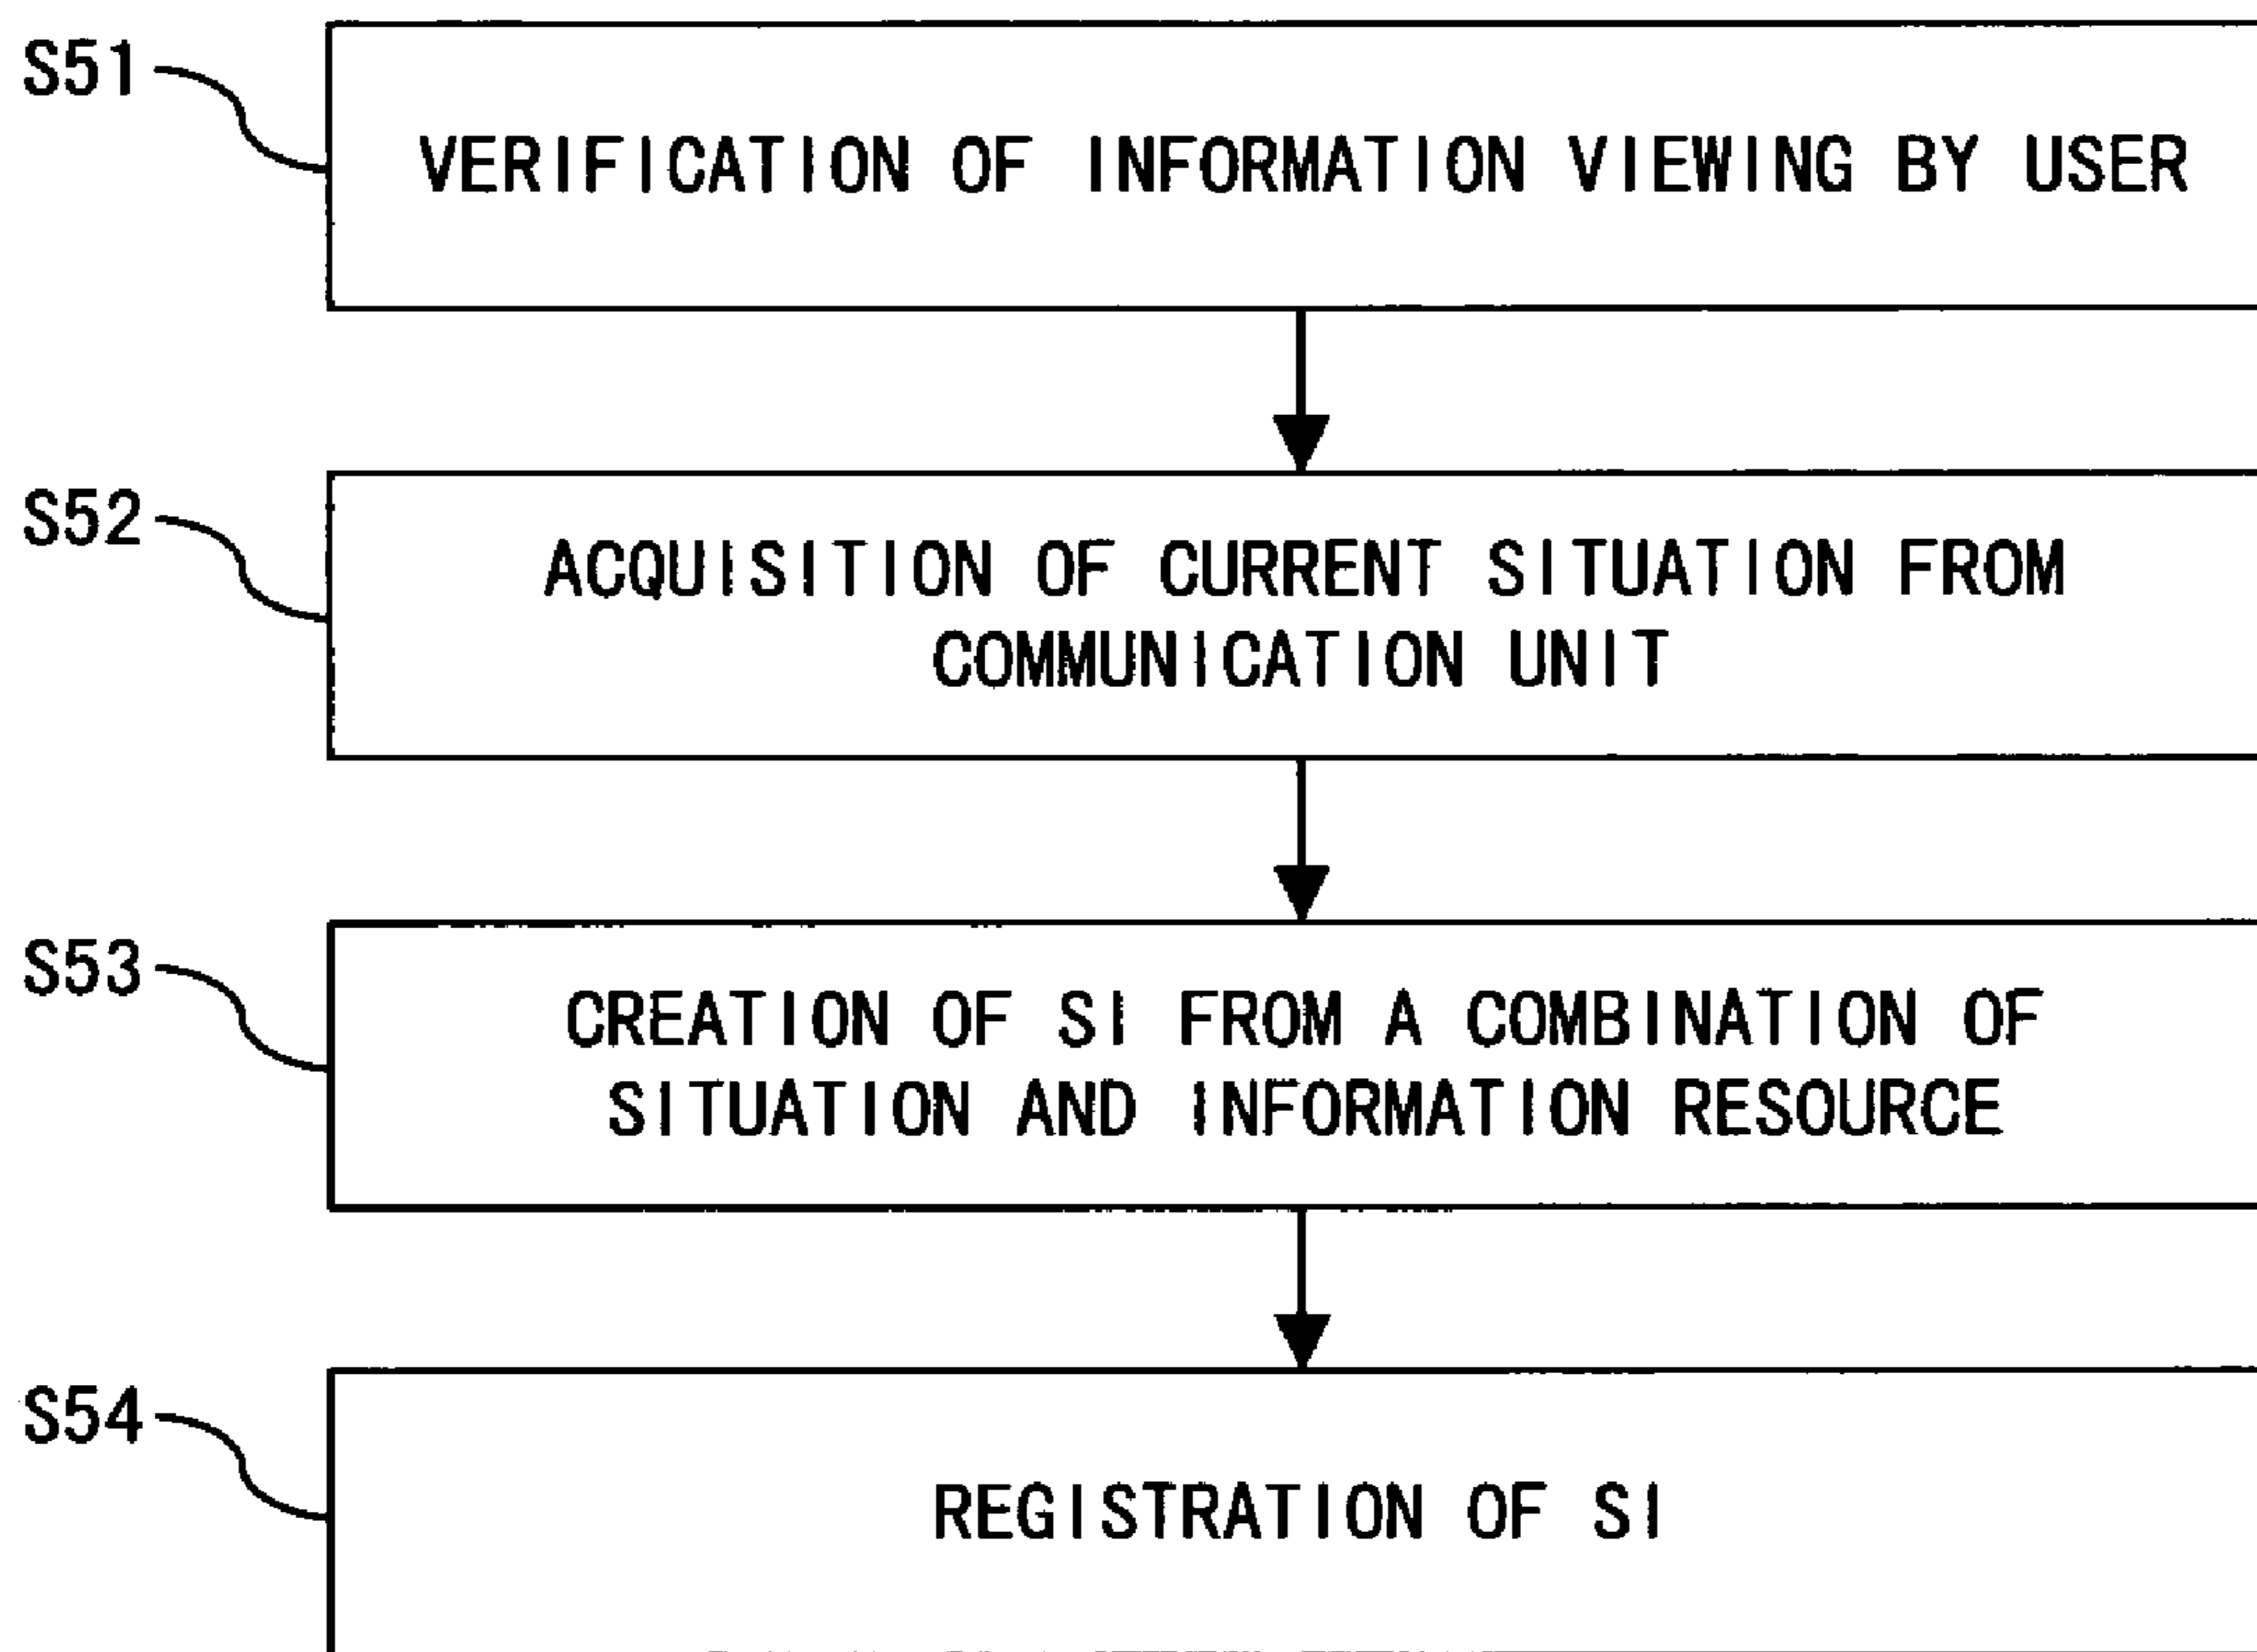 S51
VERIFICATION OF INFORMATION VIEWING BY USER
S52
ACQUISITION OF CURRENT SITUATION FROM
COMMUNICATION UNIT
S53
CREATION OF SI FROM A COMBINATION OF
SITUATION AND INFORMATION RESOURCE
S54
REGISTRATION OF SI